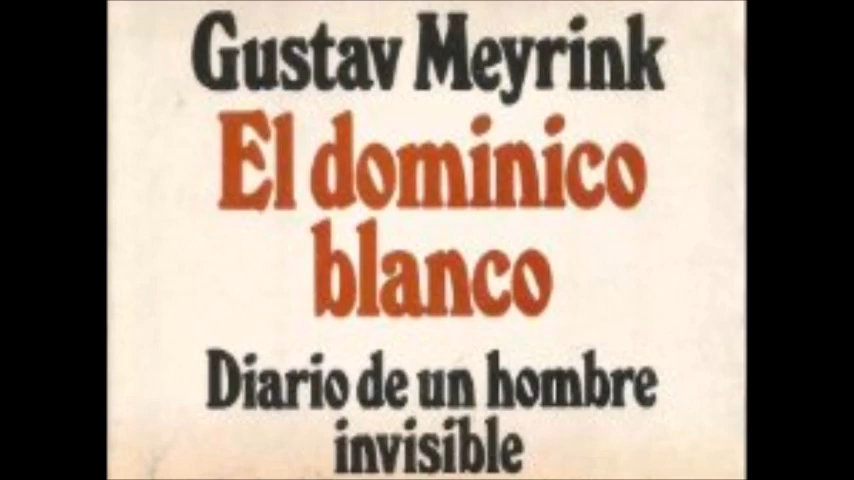 Gustav Meyrink
El dominico
blanco
Diario de un hombre
invisible